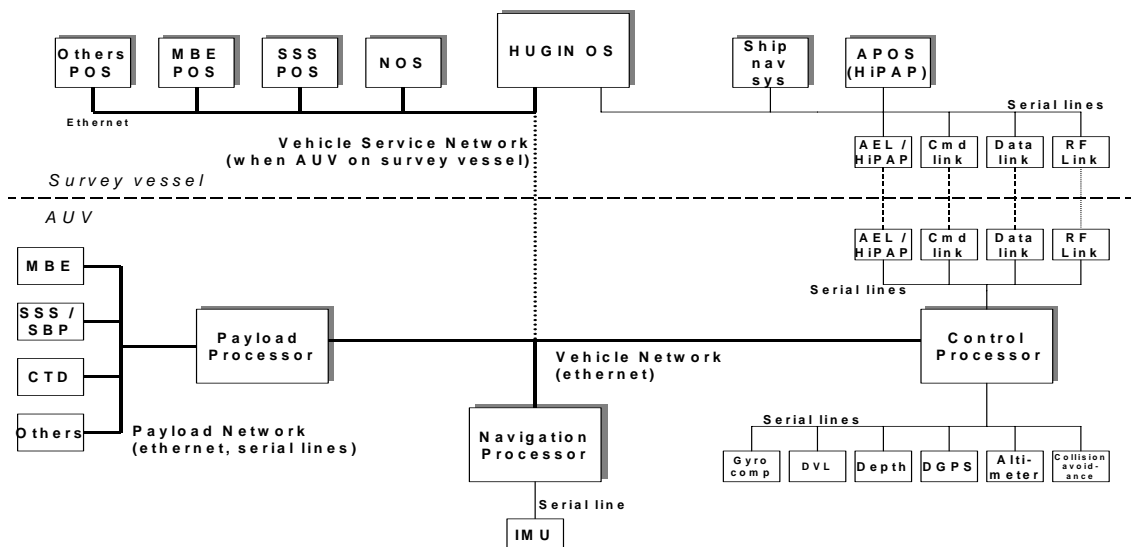 Others
POS
MBE
POS
SSS
POS
NOS
HUGIN OS
Ship
nav
sys
APOS
(HiPAP)
Ethernet
Serial lines
Vehicle Service Network
(when AUV on survey vessel)
AEL /
HiPAP
Cmd
link
Data
link
RF
Link
Survey vessel
AUV
AEL /
HiPAP
Cmd
link
Data
link
RF
Link
MBE
SSS /
SBP
CTD
Others
Payload
Processor
Serial lines
Control
Processor
Vehicle Network
(ethernet)
Payload Network
(ethernet, serial lines)
Navigation
Processor
Serial lines
Gyro
comp
DVL
Depth
DGPS
Alti-
meter
Collision
avoid-
ance
Serial line
IMU